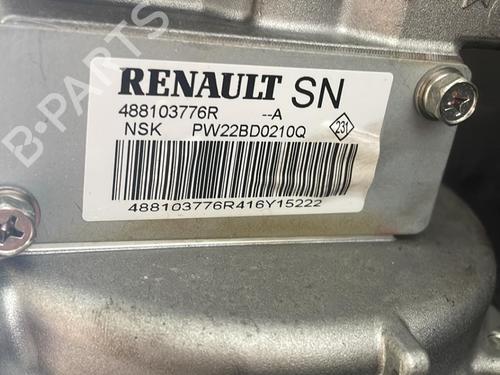 RENAULT SN
488103776R --A
NSK PW22BD0210Q 231
488103776R416Y15222
B-PARTS